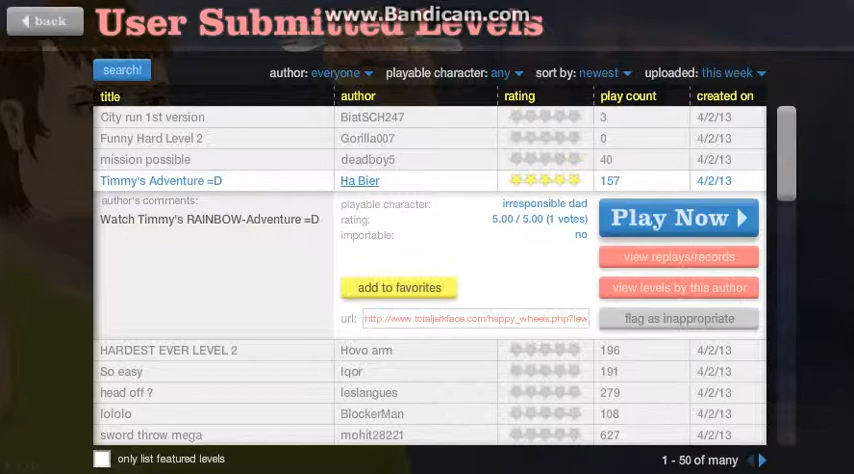 back
User Submitted Levels
www.Bandicam.com
search!
author: everyone playable character: any sort by: newest uploaded: this week
title author rating play count created on
City run 1st version BiatSCH247 3 4/2/13
Funny Hard Level 2 Gorilla007 0 4/2/13
mission possible deadboy5 40 4/2/13
Timmy's Adventure =D Ha Bier 157 4/2/13
author's comments:
Watch Timmy's RAINBOW-Adventure =D
playable character: irresponsible dad
rating: 5.00 / 5.00 (1 votes)
importable: no
add to favorites
url: http://www.totaljerkface.com/happy_wheels.php?lev
Play Now
view replays/records
view levels by this author
flag as inappropriate
HARDEST EVER LEVEL 2 Hovo arm 196 4/2/13
So easy Iqor 191 4/2/13
head off ? leslangues 279 4/2/13
lololo BlockerMan 108 4/2/13
sword throw mega mohit28221 627 4/2/13
only list featured levels
1 - 50 of many